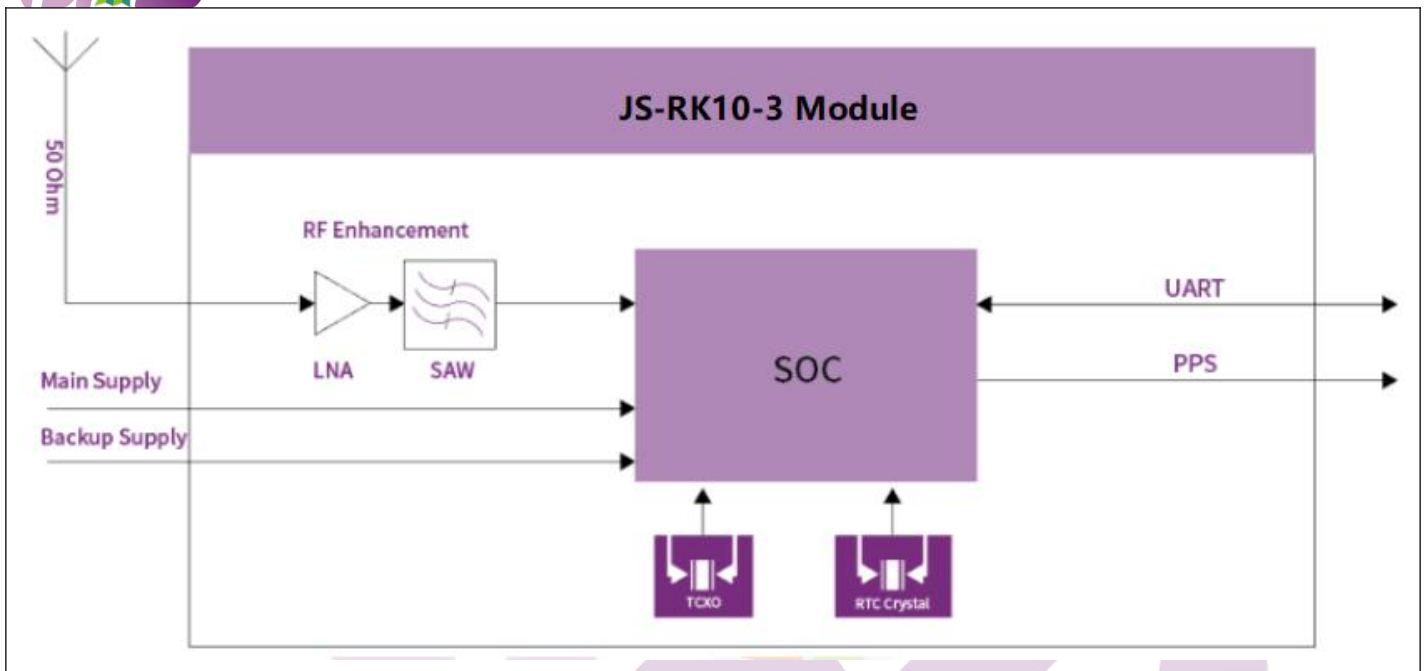 JS-RK10-3 Module
50 Ohm
RF Enhancement
LNA
SAW
Main Supply
Backup Supply
SOC
UART
PPS
TCXO
RTC Crystal